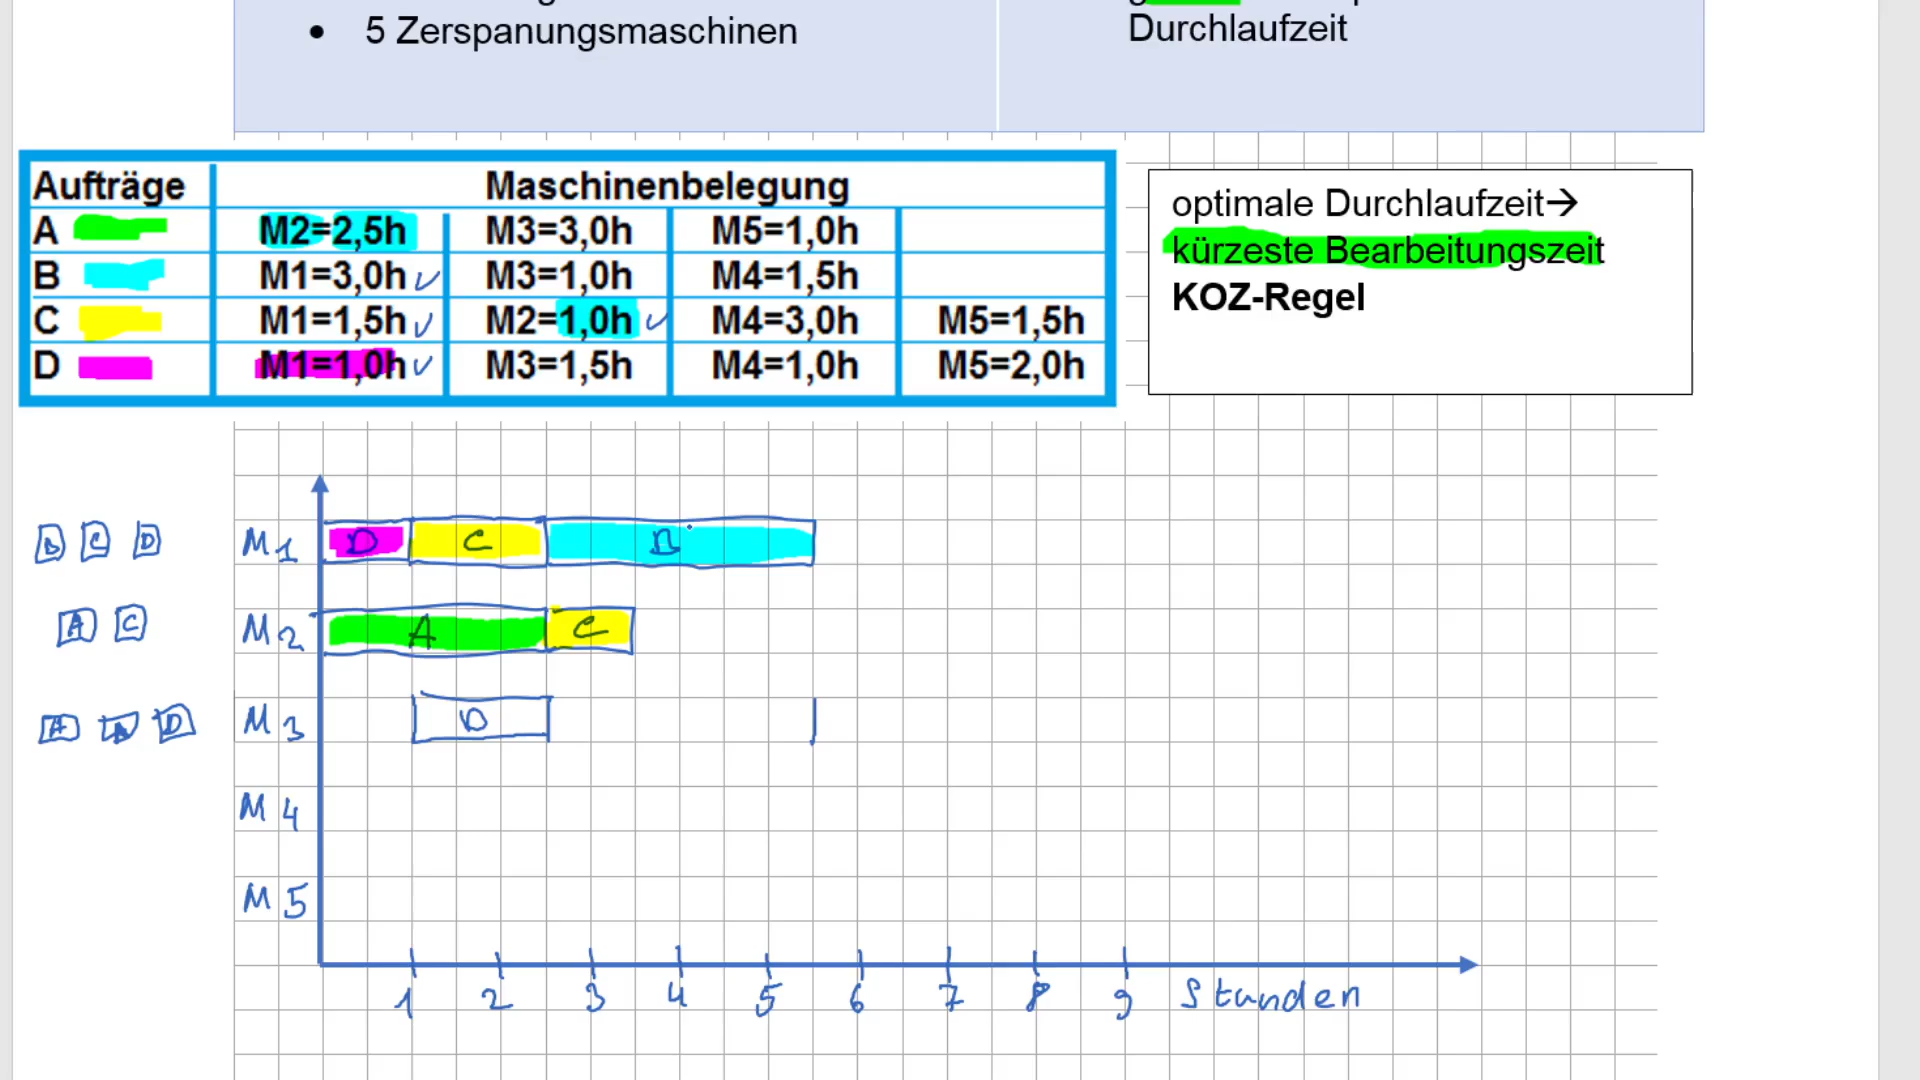 • 5 Zerspanungsmaschinen
Durchlaufzeit
Aufträge Maschinenbelegung
A M2=2,5h M3=3,0h M5=1,0h
B M1=3,0h M3=1,0h M4=1,5h
C M1=1,5h M2=1,0h M4=3,0h M5=1,5h
D M1=1,0h M3=1,5h M4=1,0h M5=2,0h
optimale Durchlaufzeit→
kürzeste Bearbeitungszeit
KOZ-Regel
B C D M1 D C B
A C M2 A C
A B D M3 D
M4
M5
1 2 3 4 5 6 7 8 9 Stunden